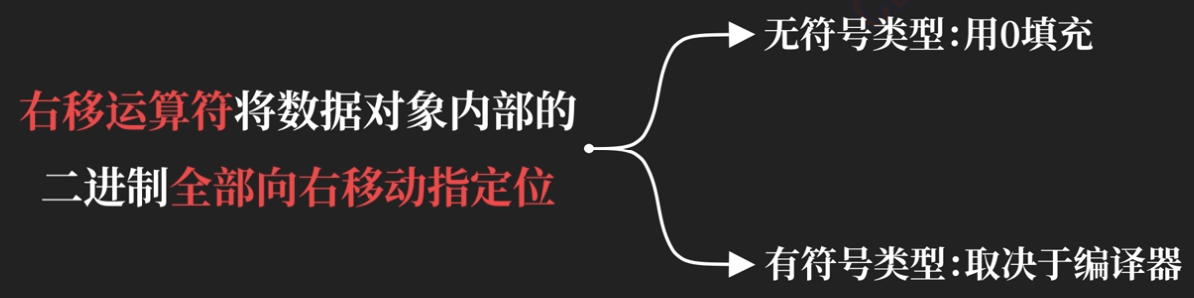 右移运算符将数据对象内部的
二进制全部向右移动指定位
无符号类型:用0填充
有符号类型:取决于编译器